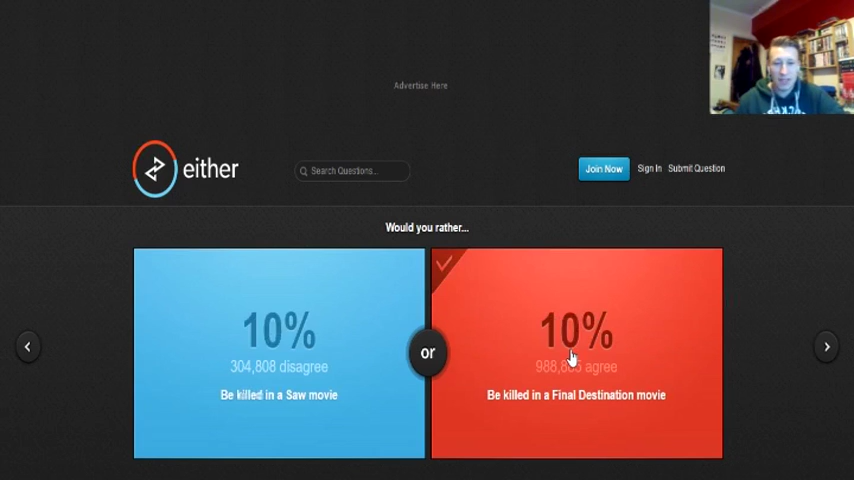 Advertise Here
either
Search Questions...
Join Now
Sign In
Submit Question
Would you rather...
10%
304,808 disagree
Be killed in a Saw movie
or
10%
agree
Be killed in a Final Destination movie